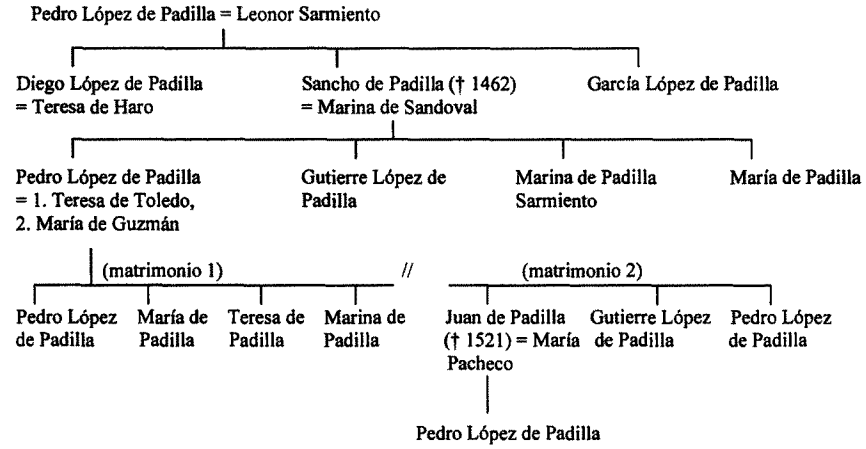 Pedro López de Padilla = Leonor Sarmiento
Diego López de Padilla
= Teresa de Haro
Sancho de Padilla († 1462)
= Marina de Sandoval
García López de Padilla
Pedro López de Padilla
= 1. Teresa de Toledo,
2. María de Guzmán
Gutierre López de
Padilla
Marina de Padilla
Sarmiento
María de Padilla
(matrimonio 1)
//
(matrimonio 2)
Pedro López
de Padilla
María de
Padilla
Teresa de
Padilla
Marina de
Padilla
Juan de Padilla
(† 1521) = María
Pacheco
Gutierre López
de Padilla
Pedro López
de Padilla
Pedro López de Padilla